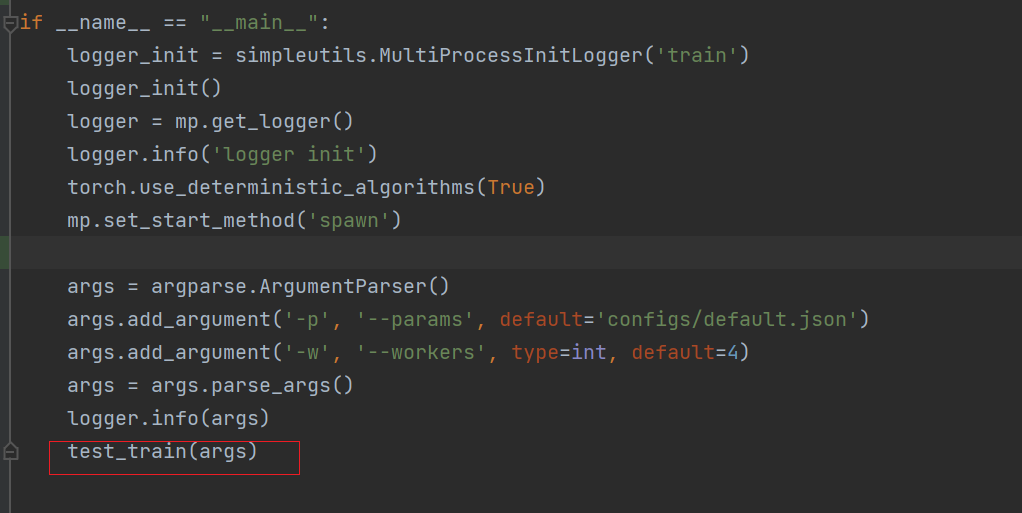 if __name__ == "__main__":
    logger_init = simpleutils.MultiProcessInitLogger('train')
    logger_init()
    logger = mp.get_logger()
    logger.info('logger init')
    torch.use_deterministic_algorithms(True)
    mp.set_start_method('spawn')
    args = argparse.ArgumentParser()
    args.add_argument('-p', '--params', default='configs/default.json')
    args.add_argument('-w', '--workers', type=int, default=4)
    args = args.parse_args()
    logger.info(args)
    test_train(args)